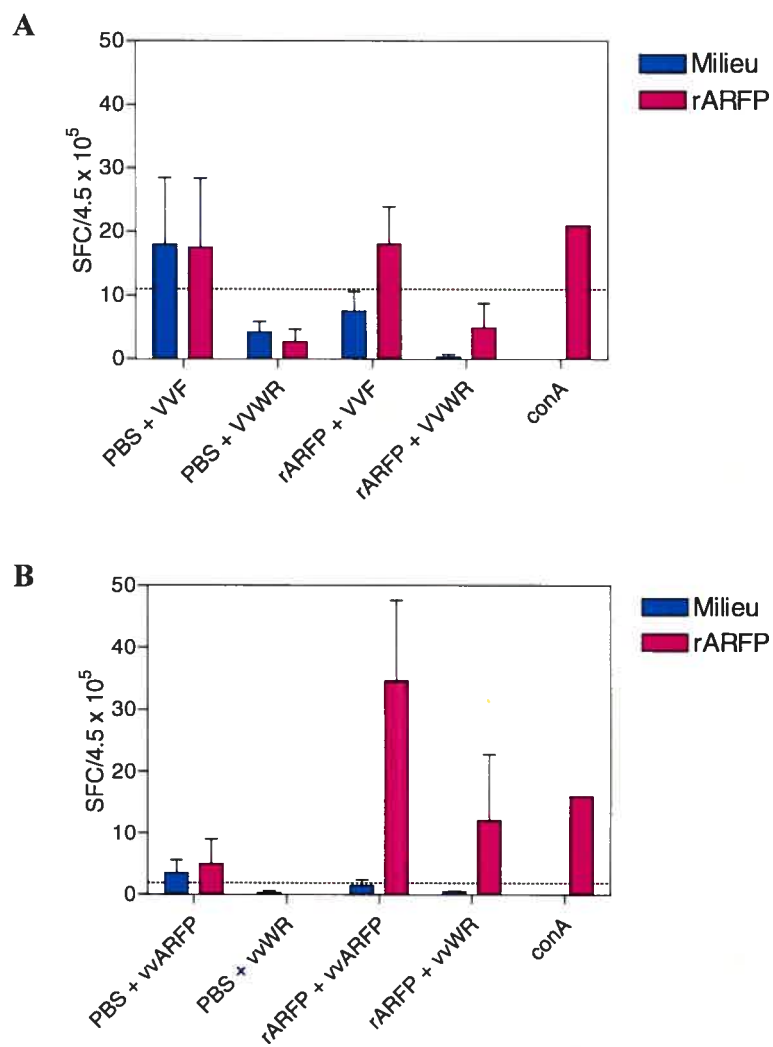 A
50
40
30
20
10
0
SFC/4.5 x 10⁵
Milieu
rARFP
PBS + VVF
PBS + VVWR
rARFP + VVF
rARFP + VVWR
conA
B
50
40
30
20
10
0
SFC/4.5 x 10⁵
Milieu
rARFP
PBS + vvARFP
PBS + vvWR
rARFP + vvARFP
rARFP + vvWR
conA